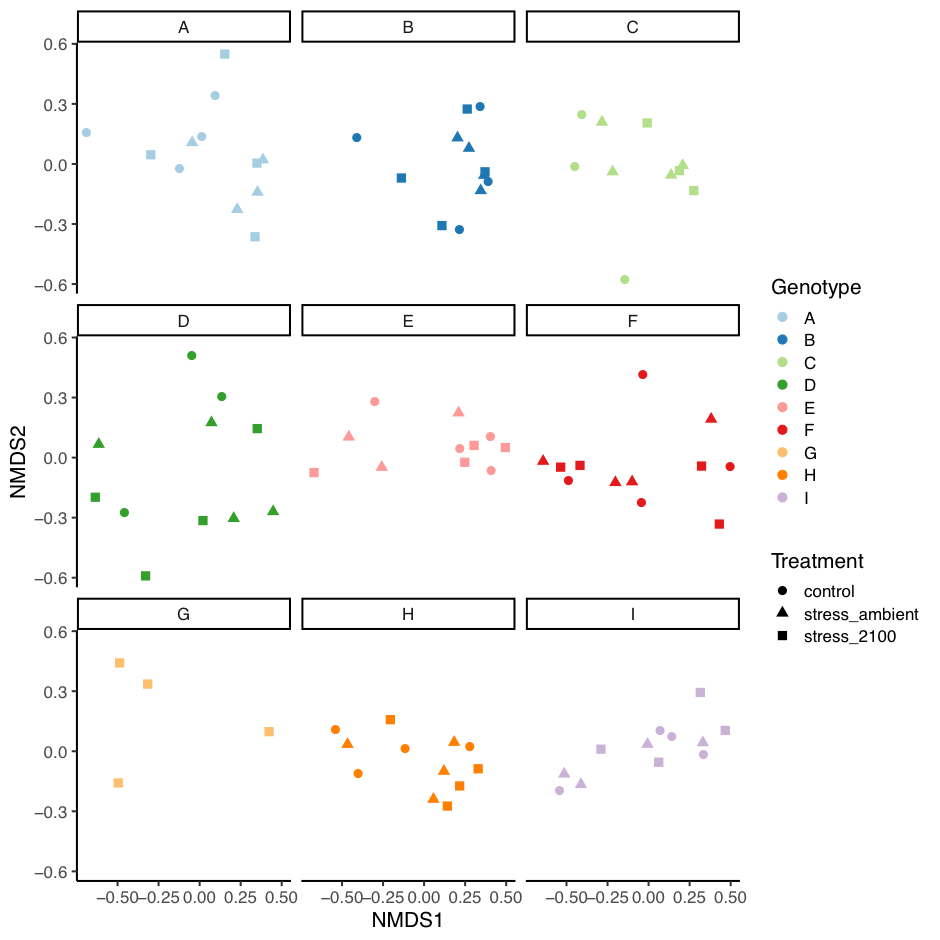 A B C
0.6
0.3
0.0
−0.3
−0.6
D E F
0.6
0.3
0.0
−0.3
−0.6
G H I
0.6
0.3
0.0
−0.3
−0.6
−0.50 −0.25 0.00 0.25 0.50 −0.50 −0.25 0.00 0.25 0.50 −0.50 −0.25 0.00 0.25 0.50
NMDS1
NMDS2
Genotype
A
B
C
D
E
F
G
H
I
Treatment
control
stress_ambient
stress_2100